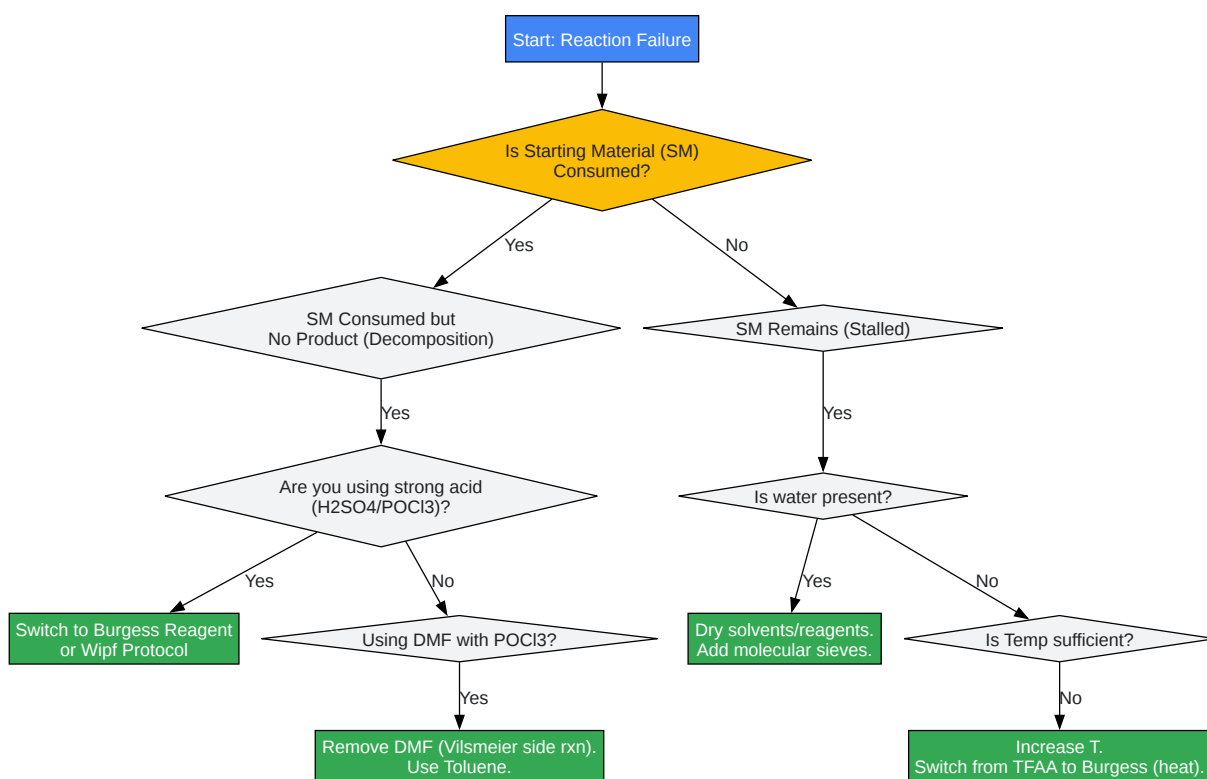 Start: Reaction Failure
Is Starting Material (SM)
Consumed?
Yes
No
SM Consumed but
No Product (Decomposition)
SM Remains (Stalled)
Yes
Yes
Are you using strong acid
(H2SO4/POCl3)?
Is water present?
Yes
No
Yes
No
Switch to Burgess Reagent
or Wipf Protocol
Using DMF with POCl3?
Dry solvents/reagents.
Add molecular sieves.
Is Temp sufficient?
Yes
No
Remove DMF (Vilsmeier side rxn).
Use Toluene.
Increase T.
Switch from TFAA to Burgess (heat).